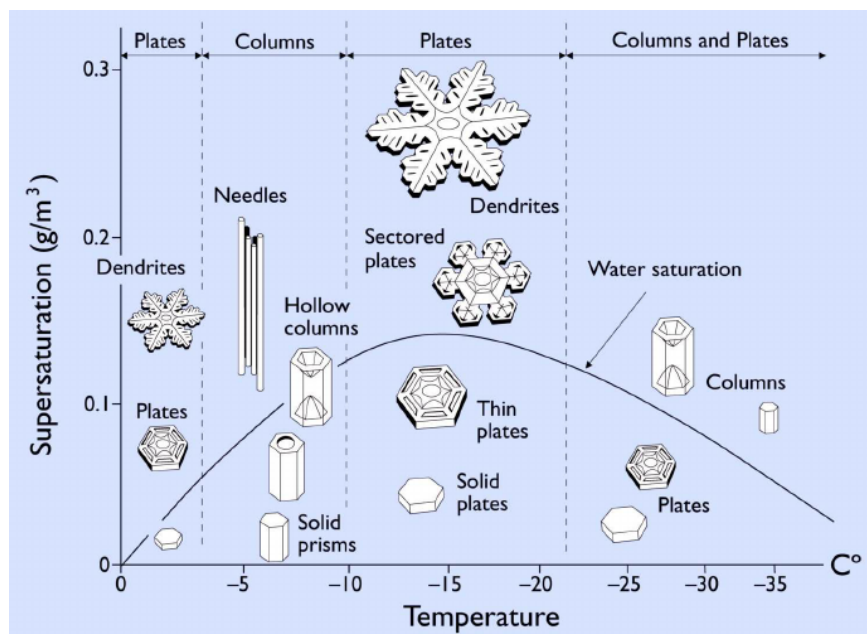 Plates
Columns
Plates
Columns and Plates
0.3
Needles
Dendrites
0.2
Sectored
plates
Dendrites
Water saturation
Hollow
columns
Supersaturation (g/m³)
Columns
0.1
Plates
Thin
plates
Solid
plates
Plates
Solid
prisms
0
0
–5
–10
–15
–20
–25
–30
–35
C°
Temperature